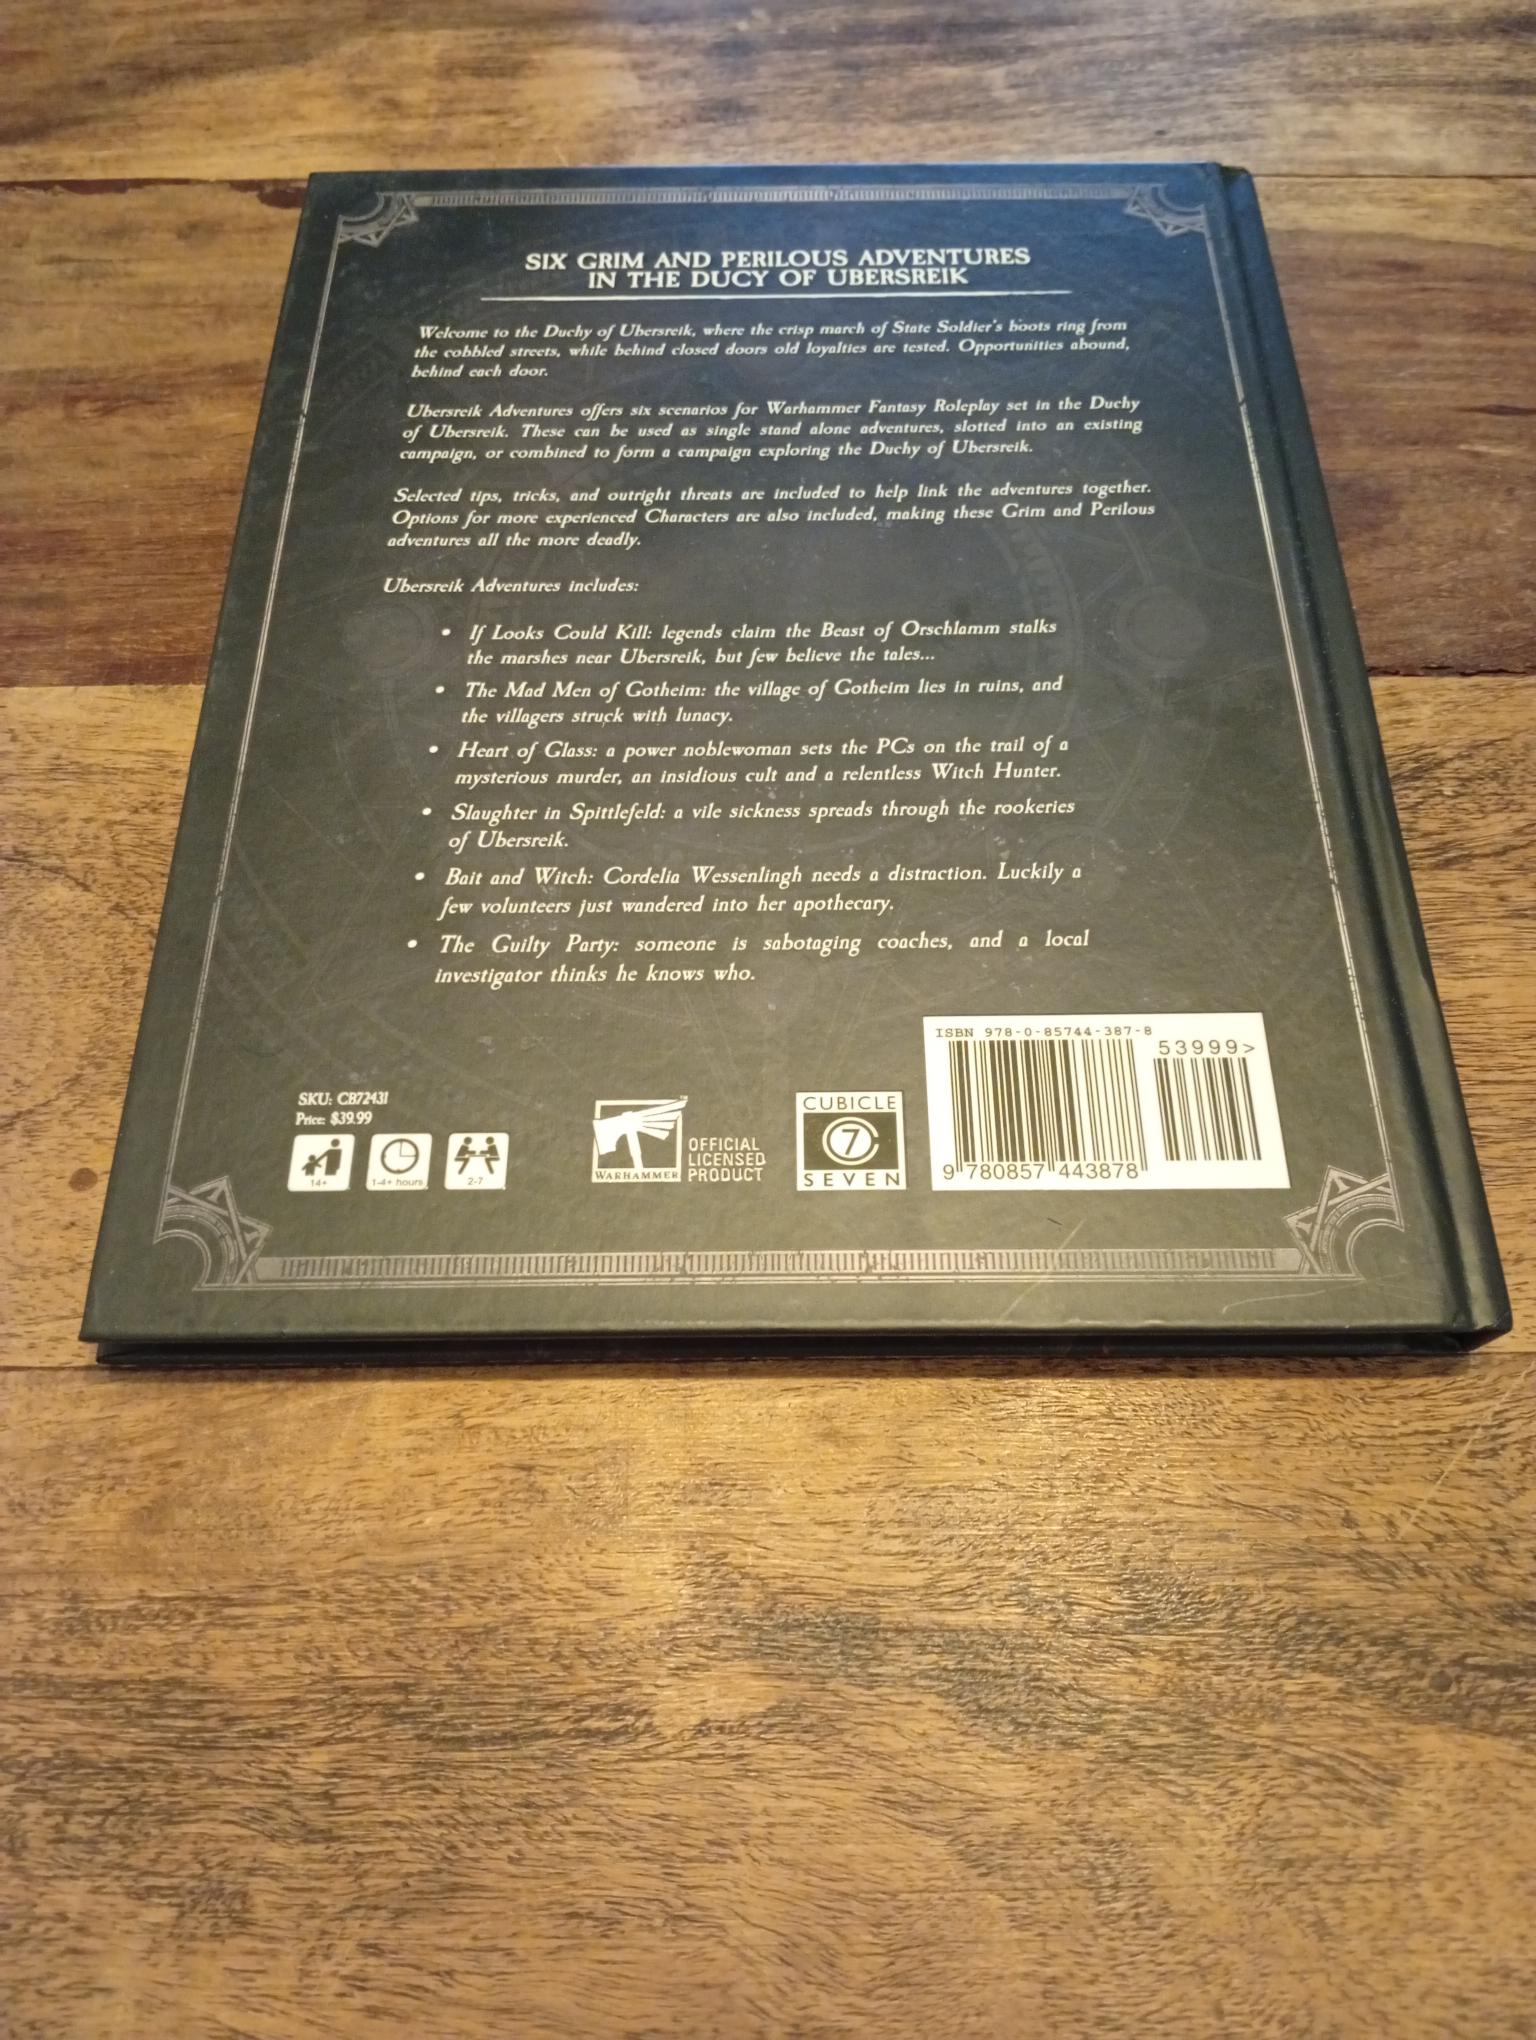 SIX GRIM AND PERILOUS ADVENTURES
IN THE DUCY OF UBERSREIK
Welcome to the Duchy of Ubersreik, where the crisp march of State Soldier's boots ring from
the cobbled streets, while behind closed doors old loyalties are tested. Opportunities abound,
behind each door.
Ubersreik Adventures offers six scenarios for Warhammer Fantasy Roleplay set in the Duchy
of Ubersreik. These can be used as single stand alone adventures, slotted into an existing
campaign, or combined to form a campaign exploring the Duchy of Ubersreik.
Selected tips, tricks, and outright threats are included to help link the adventures together.
Options for more experienced Characters are also included, making these Grim and Perilous
adventures all the more deadly.
Ubersreik Adventures includes:
• If Looks Could Kill: legends claim the Beast of Orschlamm stalks
the marshes near Ubersreik, but few believe the tales...
• The Mad Men of Gotheim: the village of Gotheim lies in ruins, and
the villagers struck with lunacy.
• Heart of Glass: a power noblewoman sets the PCs on the trail of a
mysterious murder, an insidious cult and a relentless Witch Hunter.
• Slaughter in Spittlefeld: a vile sickness spreads through the rookeries
of Ubersreik.
• Bait and Witch: Cordelia Wessenlingh needs a distraction. Luckily a
few volunteers just wandered into her apothecary.
• The Guilty Party: someone is sabotaging coaches, and a local
investigator thinks he knows who.
SKU: CB72431
Price: $39.99
14+
1-4+ hours
2-7
WARHAMMER™
OFFICIAL
LICENSED
PRODUCT
CUBICLE
7
SEVEN
ISBN 978-0-85744-387-8
53999>
9 780857 443878